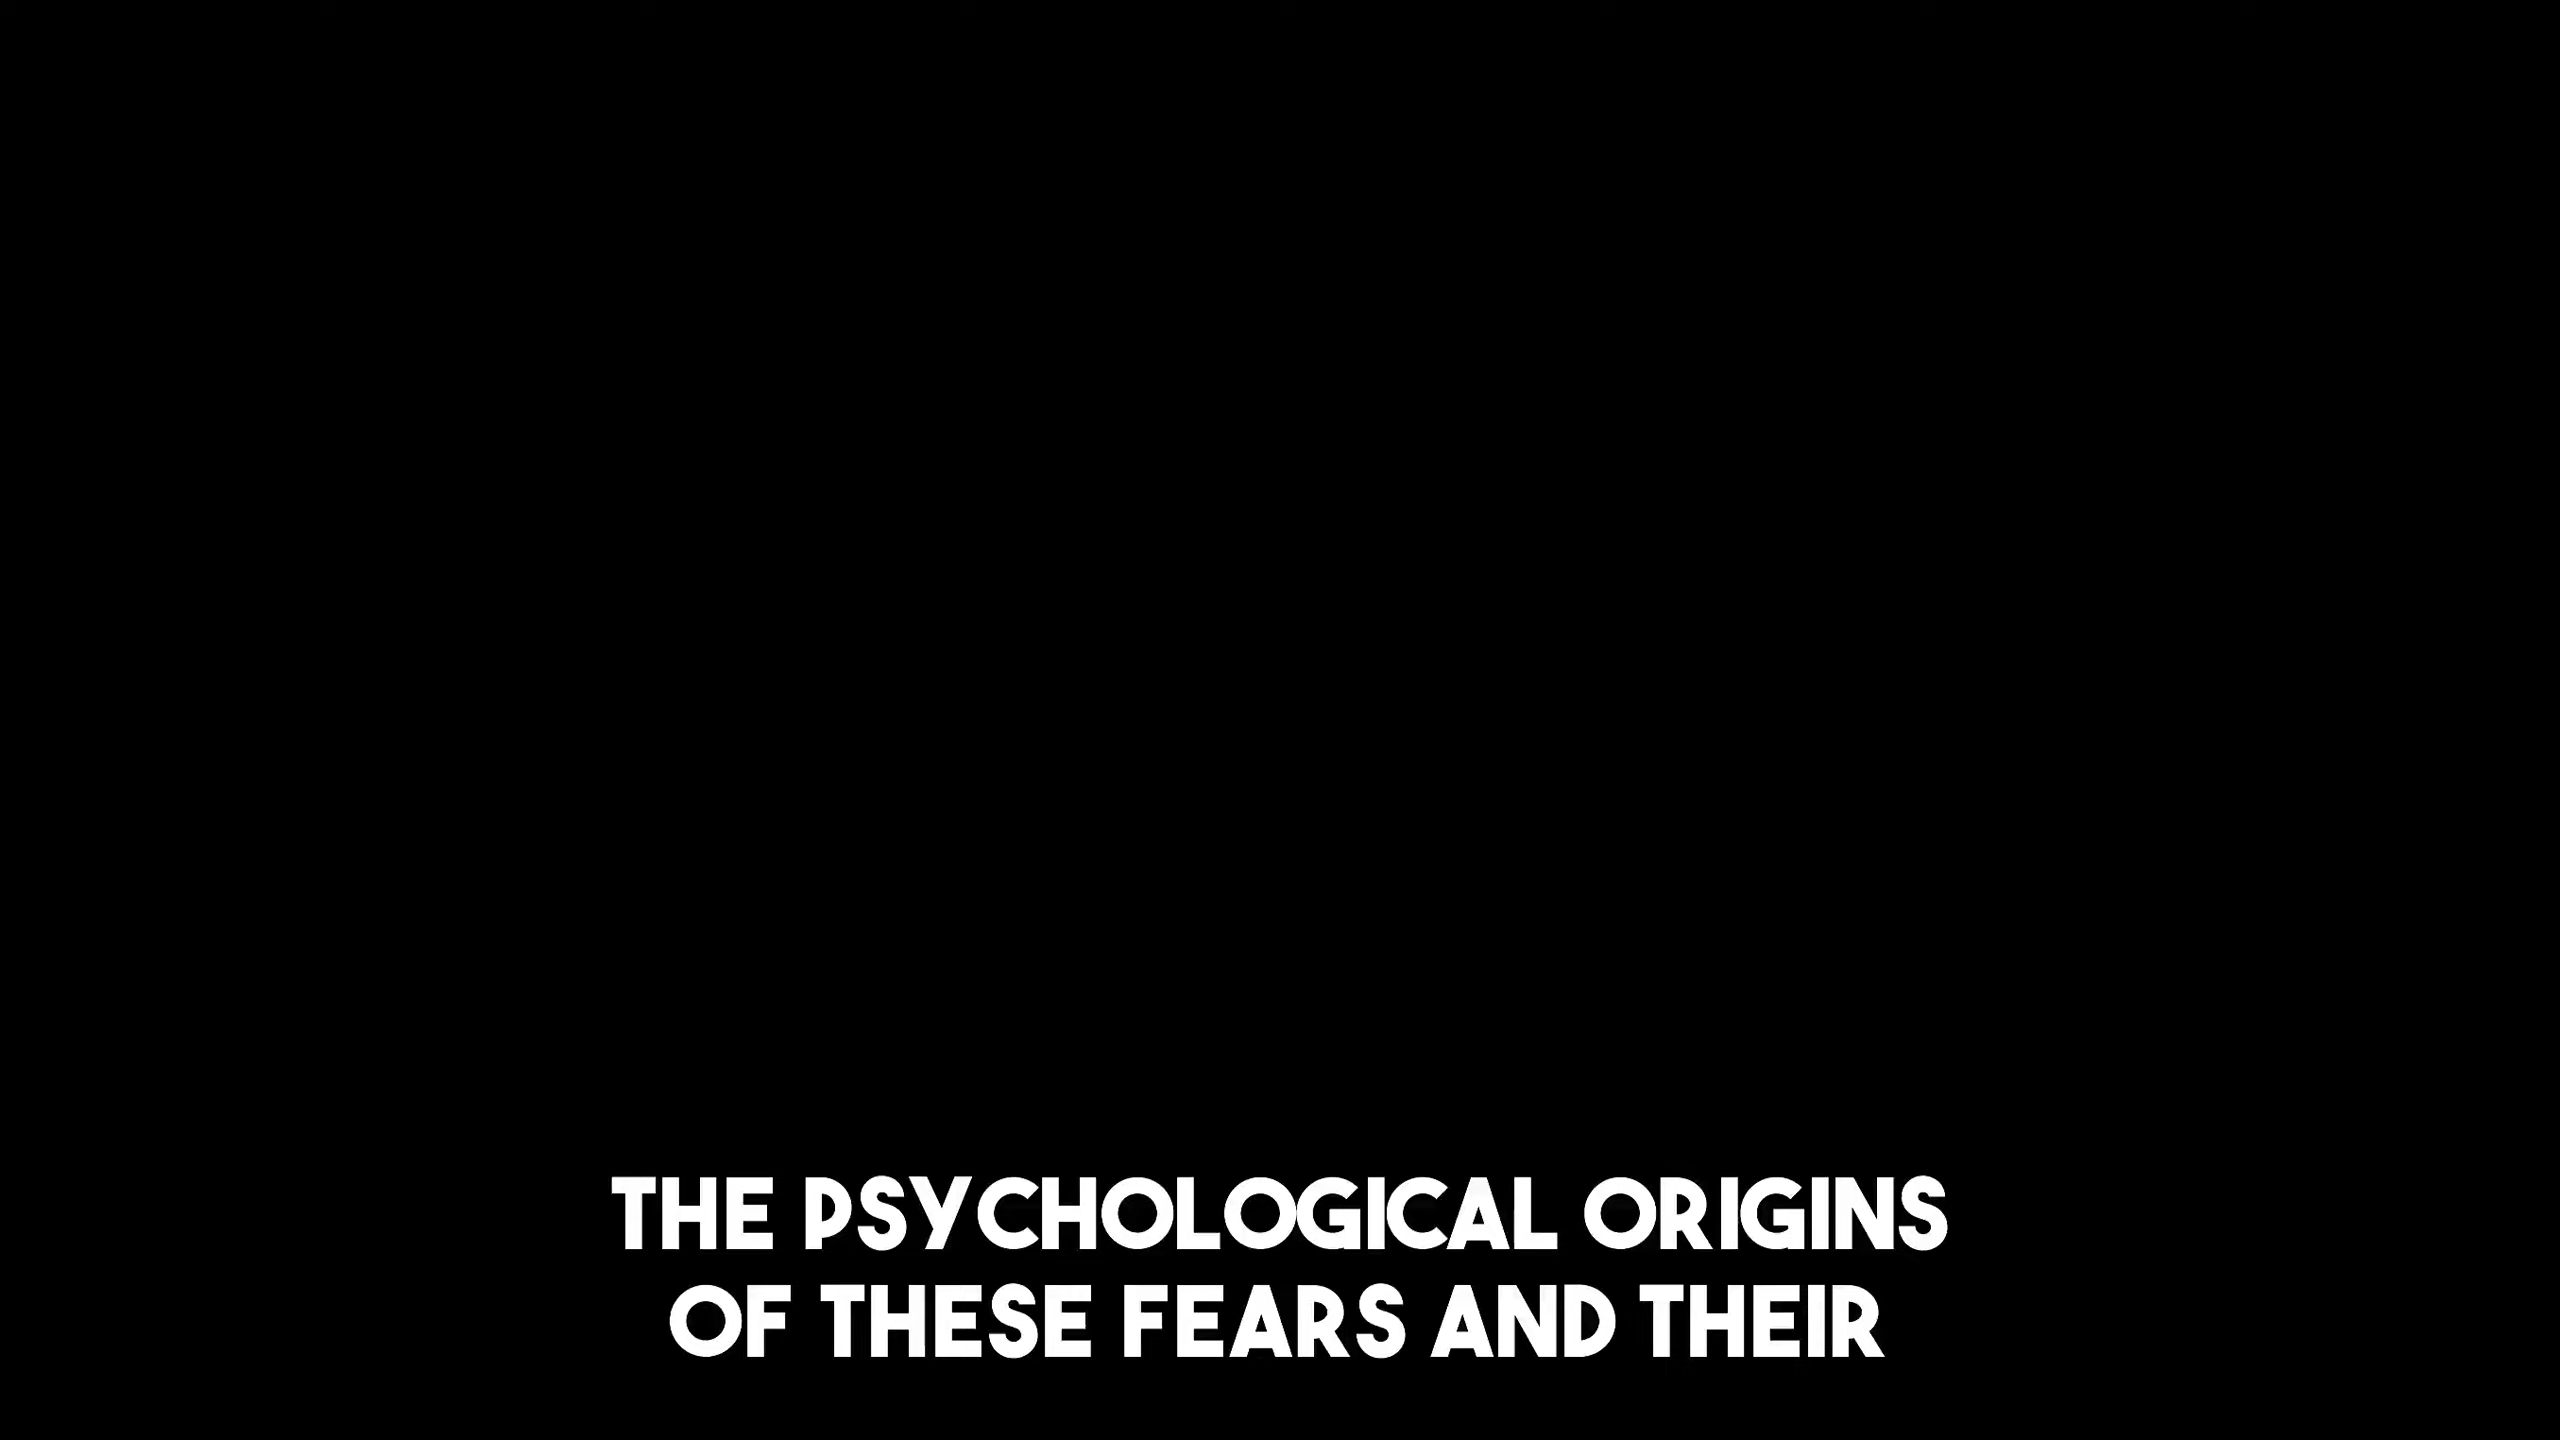 THE PSYCHOLOGICAL ORIGINS
OF THESE FEARS AND THEIR